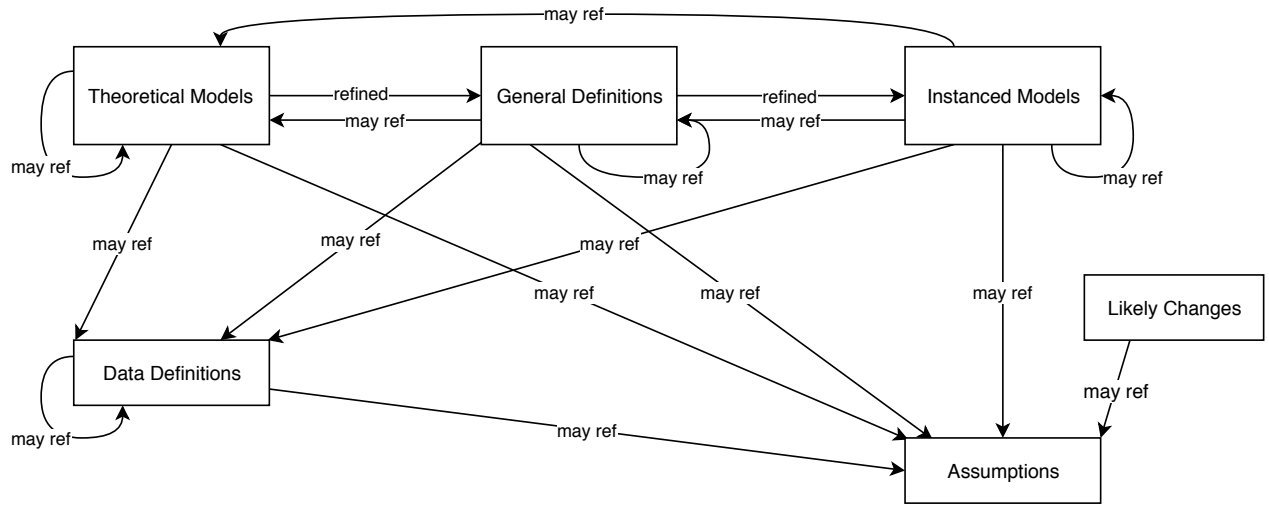 may ref
Theoretical Models
refined
General Definitions
refined
Instanced Models
may ref
may ref
may ref
may ref
may ref
may ref
may ref
may ref
may ref
may ref
may ref
Likely Changes
Data Definitions
may ref
may ref
may ref
Assumptions